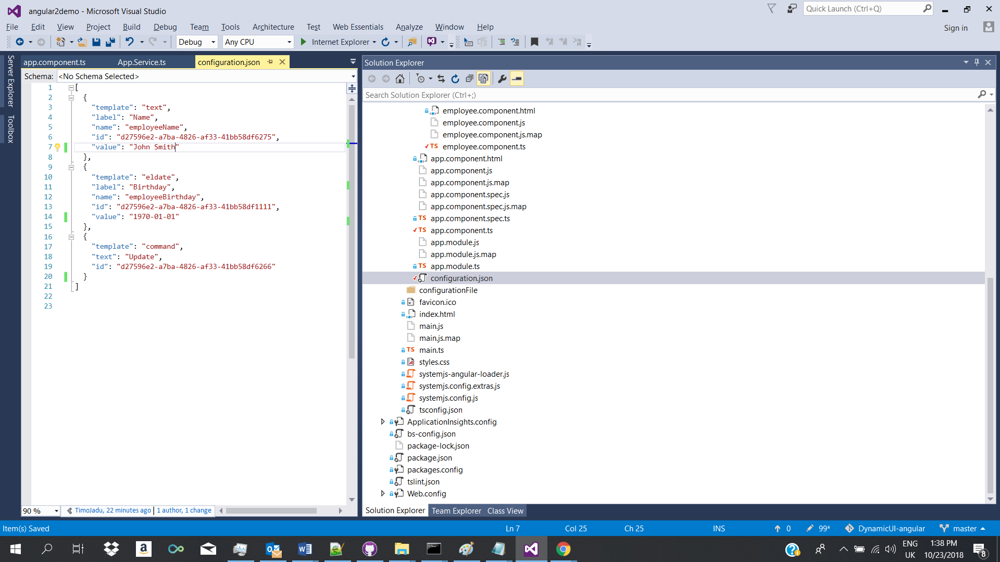 angular2demo - Microsoft Visual Studio
Quick Launch (Ctrl+Q)
File Edit View Project Build Debug Team Tools Architecture Test Web Essentials Analyze Window Help
Sign in
Debug Any CPU Internet Explorer
Server Explorer
Toolbox
app.component.ts App.Service.ts configuration.json
Schema: <No Schema Selected>
1 [
2 {
3 "template": "text",
4 "label": "Name",
5 "name": "employeeName",
6 "id": "d27596e2-a7ba-4826-af33-41bb58df6275",
7 "value": "John Smith"
8 },
9 {
10 "template": "eldate",
11 "label": "Birthday",
12 "name": "employeeBirthday",
13 "id": "d27596e2-a7ba-4826-af33-41bb58df1111",
14 "value": "1970-01-01"
15 },
16 {
17 "template": "command",
18 "text": "Update",
19 "id": "d27596e2-a7ba-4826-af33-41bb58df6266"
20 }
21 ]
22
23
90 % TimoJadu, 22 minutes ago | 1 author, 1 change
Solution Explorer
Search Solution Explorer (Ctrl+;)
employee.component.html
employee.component.js
employee.component.js.map
TS employee.component.ts
app.component.html
app.component.js
app.component.js.map
app.component.spec.js
app.component.spec.js.map
TS app.component.spec.ts
TS app.component.ts
app.module.js
app.module.js.map
TS app.module.ts
configuration.json
configurationFile
favicon.ico
index.html
main.js
main.js.map
TS main.ts
styles.css
systemjs-angular-loader.js
systemjs.config.extras.js
systemjs.config.js
tsconfig.json
ApplicationInsights.config
bs-config.json
package-lock.json
package.json
packages.config
tslint.json
Web.config
Solution Explorer Team Explorer Class View
Item(s) Saved Ln 7 Col 25 Ch 25 INS 0 99* DynamicUI-angular master
ENG
UK
1:38 PM
10/23/2018
8